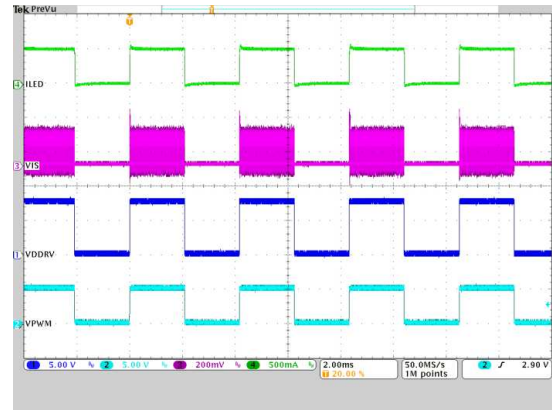 Tek PreVu
T
4 ILED
3 VIS
1 VDDRV
2 VPWM
1 5.00 V 2 5.00 V 3 200mV 4 500mA 2.00ms 50.0MS/s 2 2.90 V
T 20.00 % 1M points